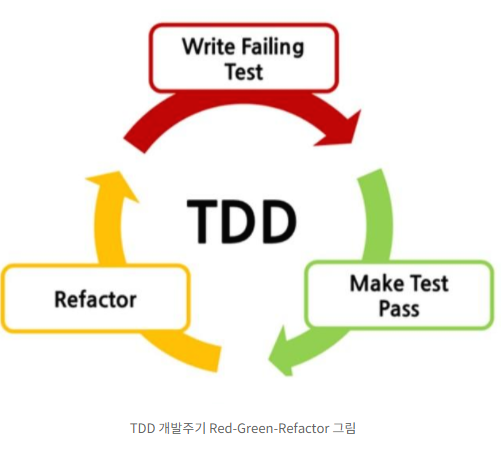 Write Failing
Test
TDD
Make Test
Pass
Refactor
TDD 개발주기 Red-Green-Refactor 그림